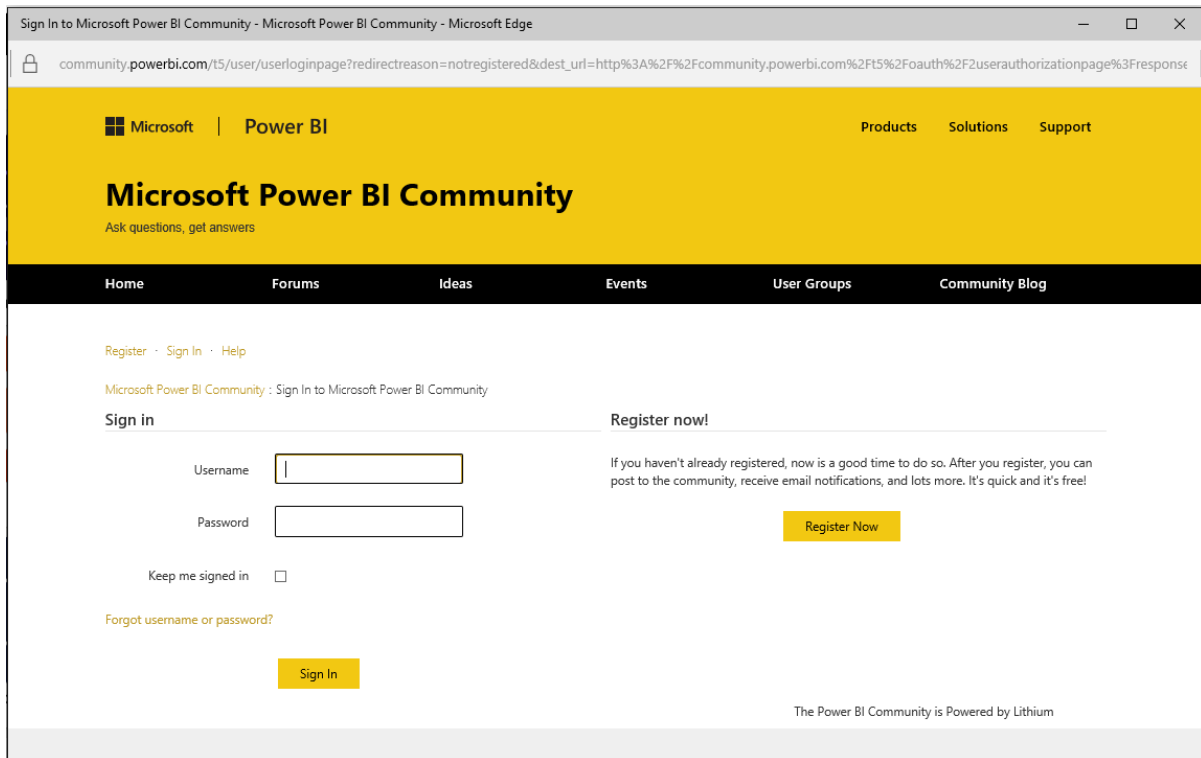 Sign In to Microsoft Power BI Community - Microsoft Power BI Community - Microsoft Edge
community.powerbi.com/t5/user/userloginpage?redirectreason=notregistered&dest_url=http%3A%2F%2Fcommunity.powerbi.com%2Ft5%2Foauth%2F2userauthorizationpage%3Fresponse
Microsoft | Power BI
Products Solutions Support
Microsoft Power BI Community
Ask questions, get answers
Home Forums Ideas Events User Groups Community Blog
Register · Sign In · Help
Microsoft Power BI Community : Sign In to Microsoft Power BI Community
Sign in
Username
Password
Keep me signed in
Forgot username or password?
Sign In
Register now!
If you haven't already registered, now is a good time to do so. After you register, you can
post to the community, receive email notifications, and lots more. It's quick and it's free!
Register Now
The Power BI Community is Powered by Lithium